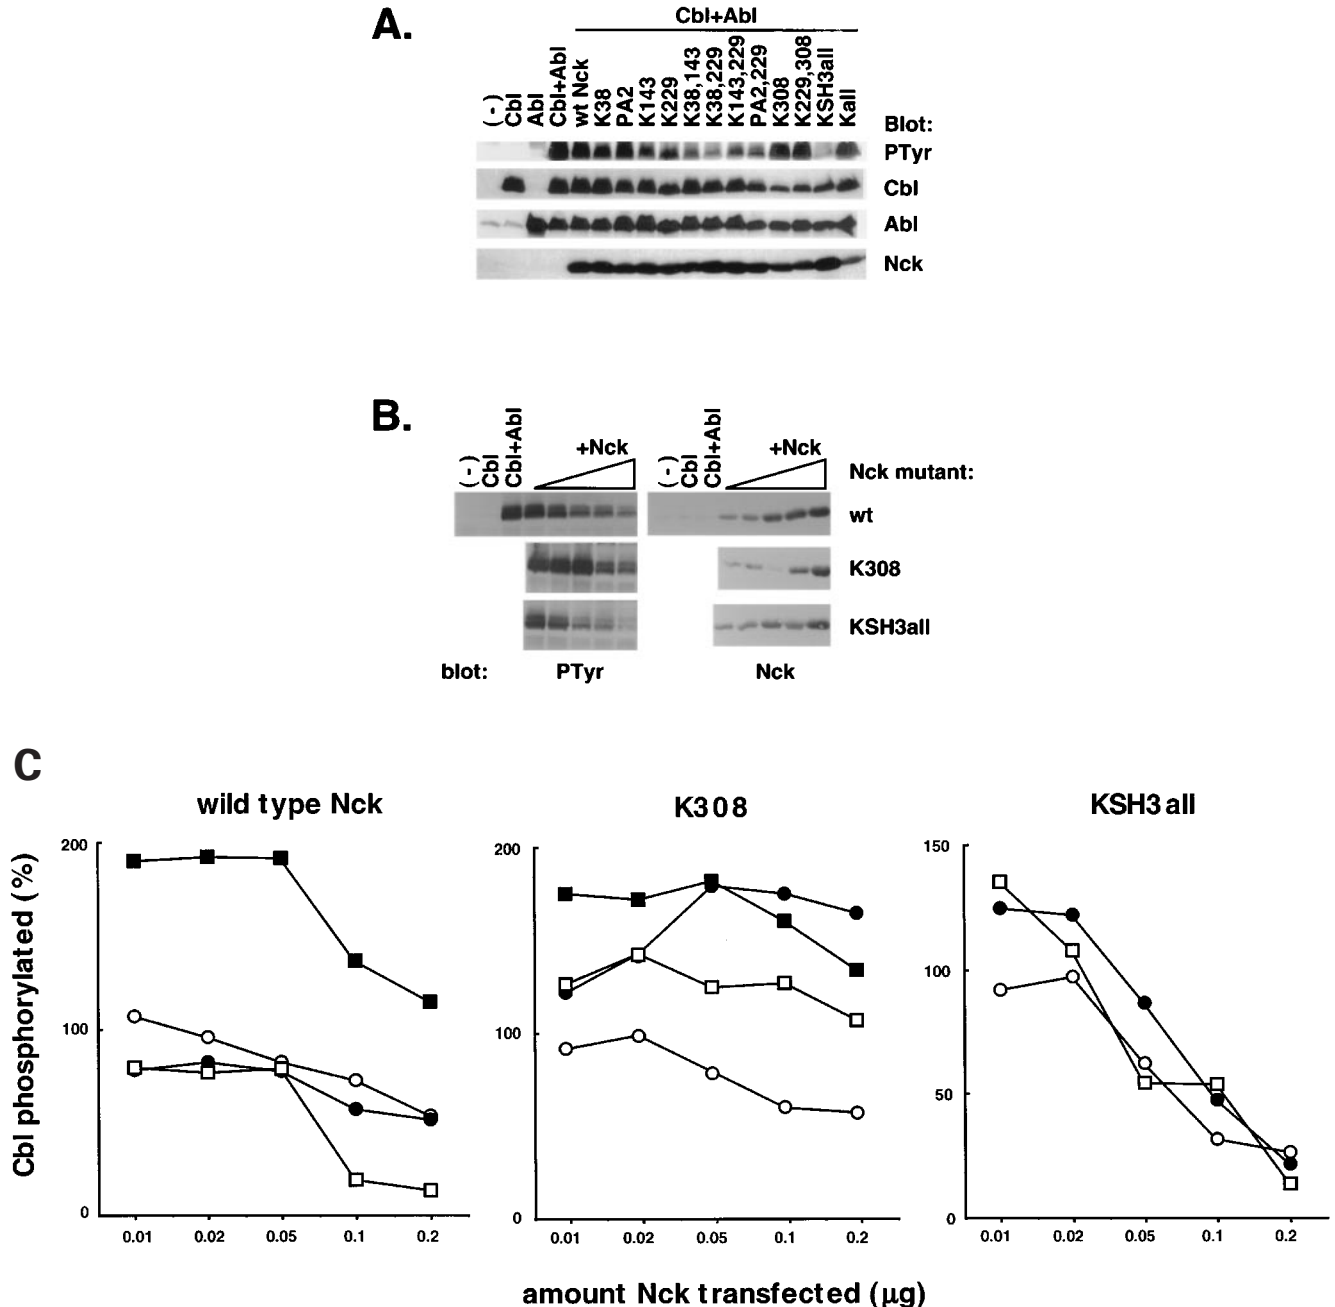 A.
Cbl+Abl
(-)
Cbl
Abl
Cbl+Abl
wt Nck
K38
PA2
K143
K229
K38,143
K38,229
K143,229
PA2,229
K308
K229,308
KSH3all
Kall
Blot:
PTyr
Cbl
Abl
Nck
B.
(-)
Cbl
Cbl+Abl
+Nck
(-)
Cbl
Cbl+Abl
+Nck
Nck mutant:
wt
K308
KSH3all
blot:
PTyr
Nck
C
wild type Nck
K308
KSH3all
Cbl phosphorylated (%)
200
100
0
0.01 0.02 0.05 0.1 0.2
200
100
0
0.01 0.02 0.05 0.1 0.2
150
100
50
0
0.01 0.02 0.05 0.1 0.2
amount Nck transfected (µg)